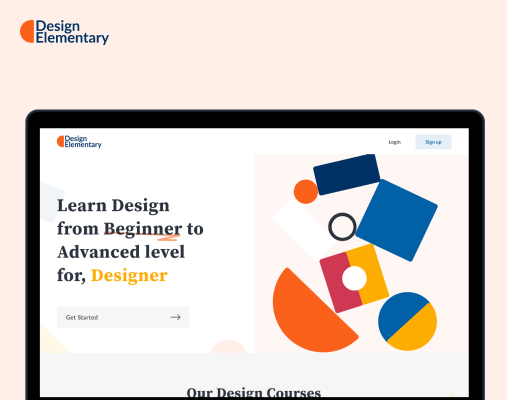 Design
Elementary
Design
Elementary
Login
Sign up
Learn Design
from Beginner to
Advanced level
for, Designer
Get Started
Our Design Courses